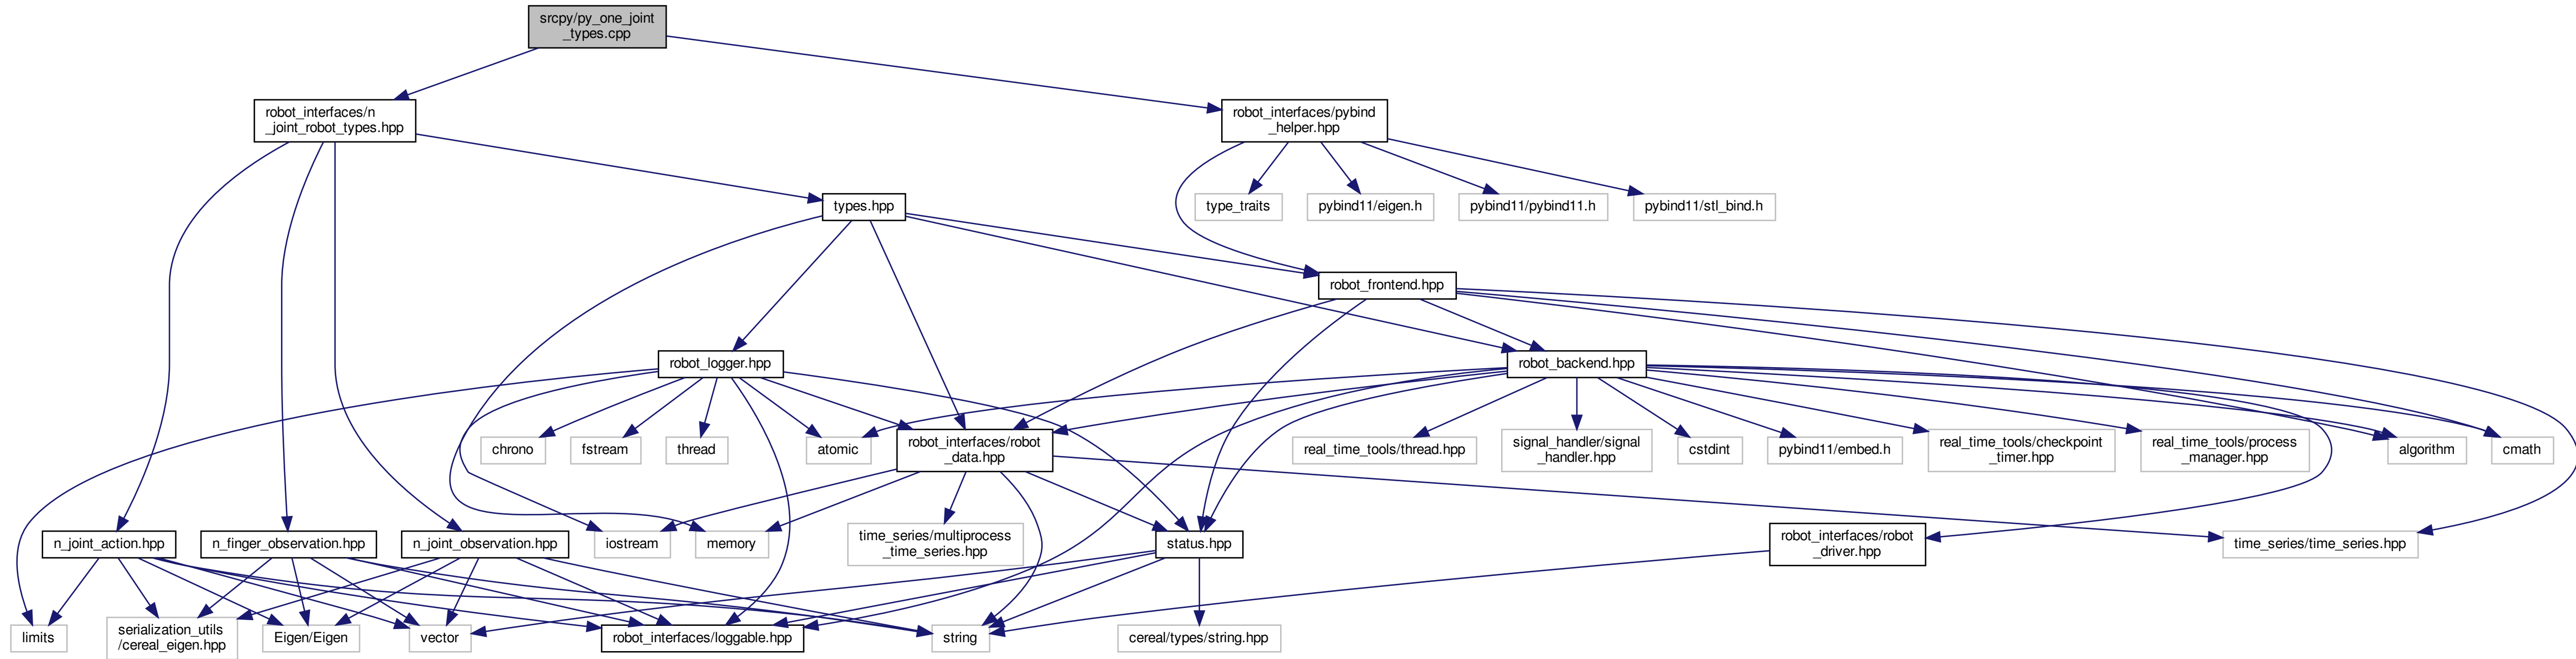 srcpy/py_one_joint
_types.cpp
robot_interfaces/n
_joint_robot_types.hpp
robot_interfaces/pybind
_helper.hpp
types.hpp
type_traits
pybind11/eigen.h
pybind11/pybind11.h
pybind11/stl_bind.h
robot_frontend.hpp
robot_logger.hpp
robot_backend.hpp
chrono
fstream
thread
atomic
robot_interfaces/robot
_data.hpp
real_time_tools/thread.hpp
signal_handler/signal
_handler.hpp
cstdint
pybind11/embed.h
real_time_tools/checkpoint
_timer.hpp
real_time_tools/process
_manager.hpp
algorithm
cmath
n_joint_action.hpp
n_finger_observation.hpp
n_joint_observation.hpp
iostream
memory
time_series/multiprocess
_time_series.hpp
status.hpp
robot_interfaces/robot
_driver.hpp
time_series/time_series.hpp
limits
serialization_utils
/cereal_eigen.hpp
Eigen/Eigen
vector
robot_interfaces/loggable.hpp
string
cereal/types/string.hpp